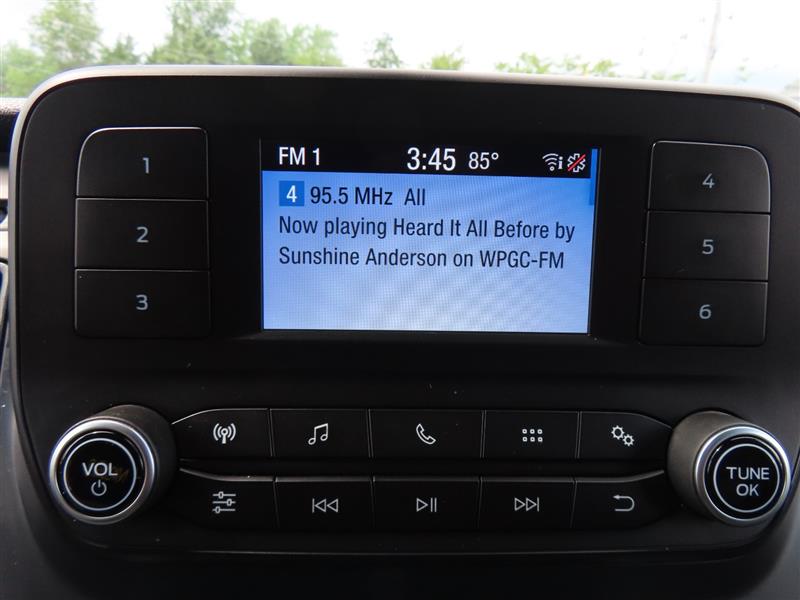 FM 1 3:45 85°
4 95.5 MHz All
Now playing Heard It All Before by
Sunshine Anderson on WPGC-FM
1
2
3
4
5
6
VOL
TUNE
OK